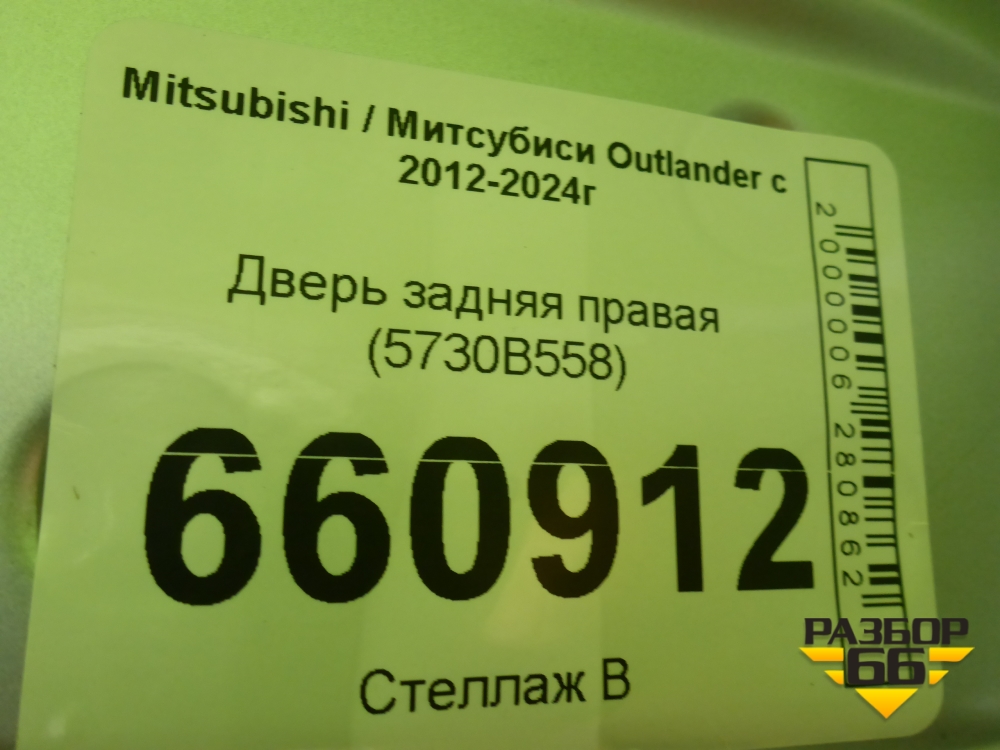 Mitsubishi / Митсубиси Outlander с
2012-2024г
Дверь задняя правая
(5730B558)
660912
Стеллаж В
2000006280862
РАЗБОР
66